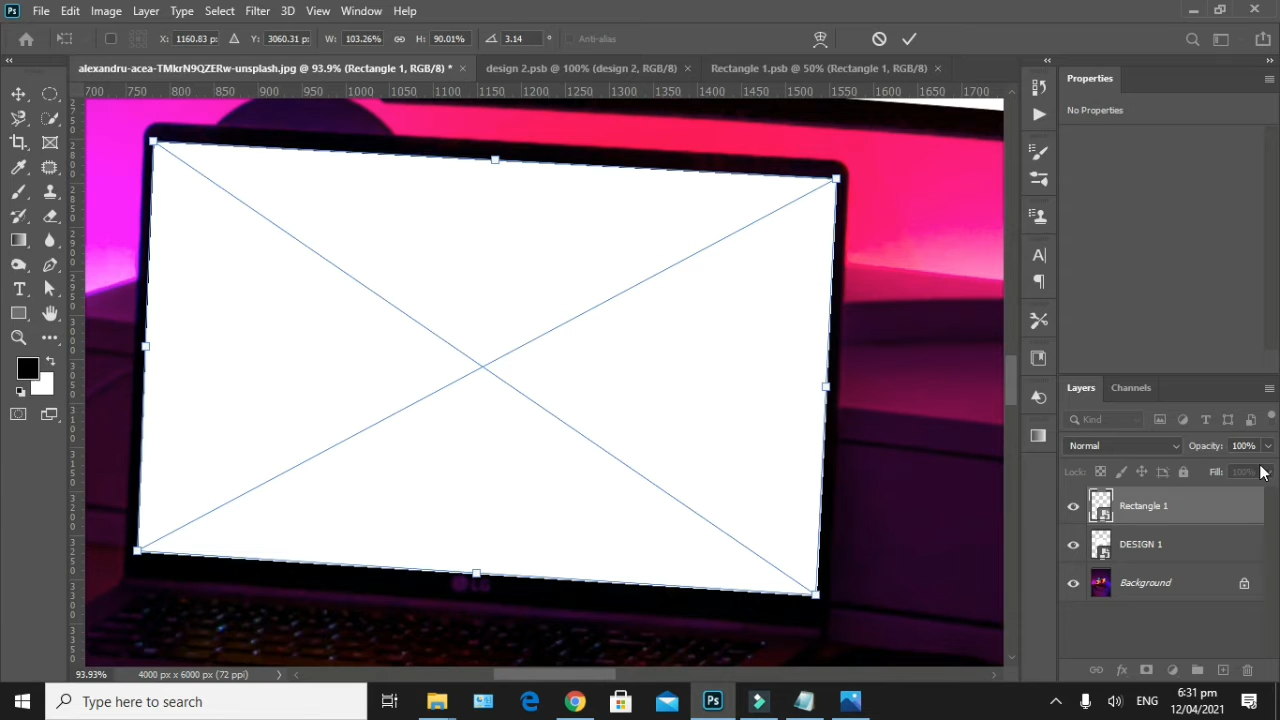 Ps File Edit Image Layer Type Select Filter 3D View Window Help
X: 1160.83 p: Y: 3060.31 p: W: 103.26% H: 90.01% 3.14 ° Anti-alias
alexandru-acea-TMkrN9QZERw-unsplash.jpg @ 93.9% (Rectangle 1, RGB/8) * × design 2.psb @ 100% (design 2, RGB/8) × Rectangle 1.psb @ 50% (Rectangle 1, RGB/8) ×
Properties
700 750 800 850 900 950 1000 1050 1100 1150 1200 1250 1300 1350 1400 1450 1500 1550 1600 1650 1700
No Properties
Layers Channels
Kind
Normal Opacity: 100%
Lock: Fill: 100%
Rectangle 1
DESIGN 1
Background
LG
93.93% 4000 px x 6000 px (72 ppi)
Type here to search
Ps
ENG
6:31 pm
12/04/2021